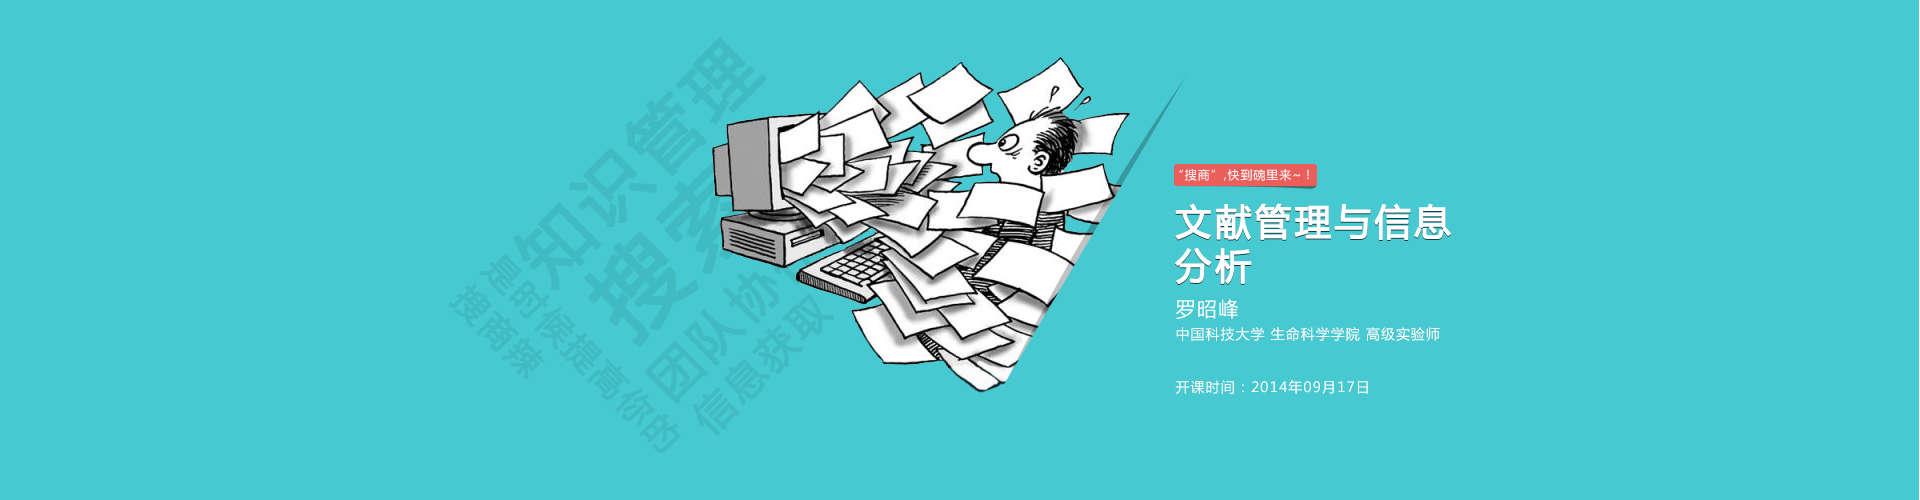 知识管理
搜索
团队协
信息获取
是时候提高你的
搜商辣
“搜商”,快到碗里来~！
文献管理与信息
分析
罗昭峰
中国科技大学 生命科学学院 高级实验师
开课时间：2014年09月17日